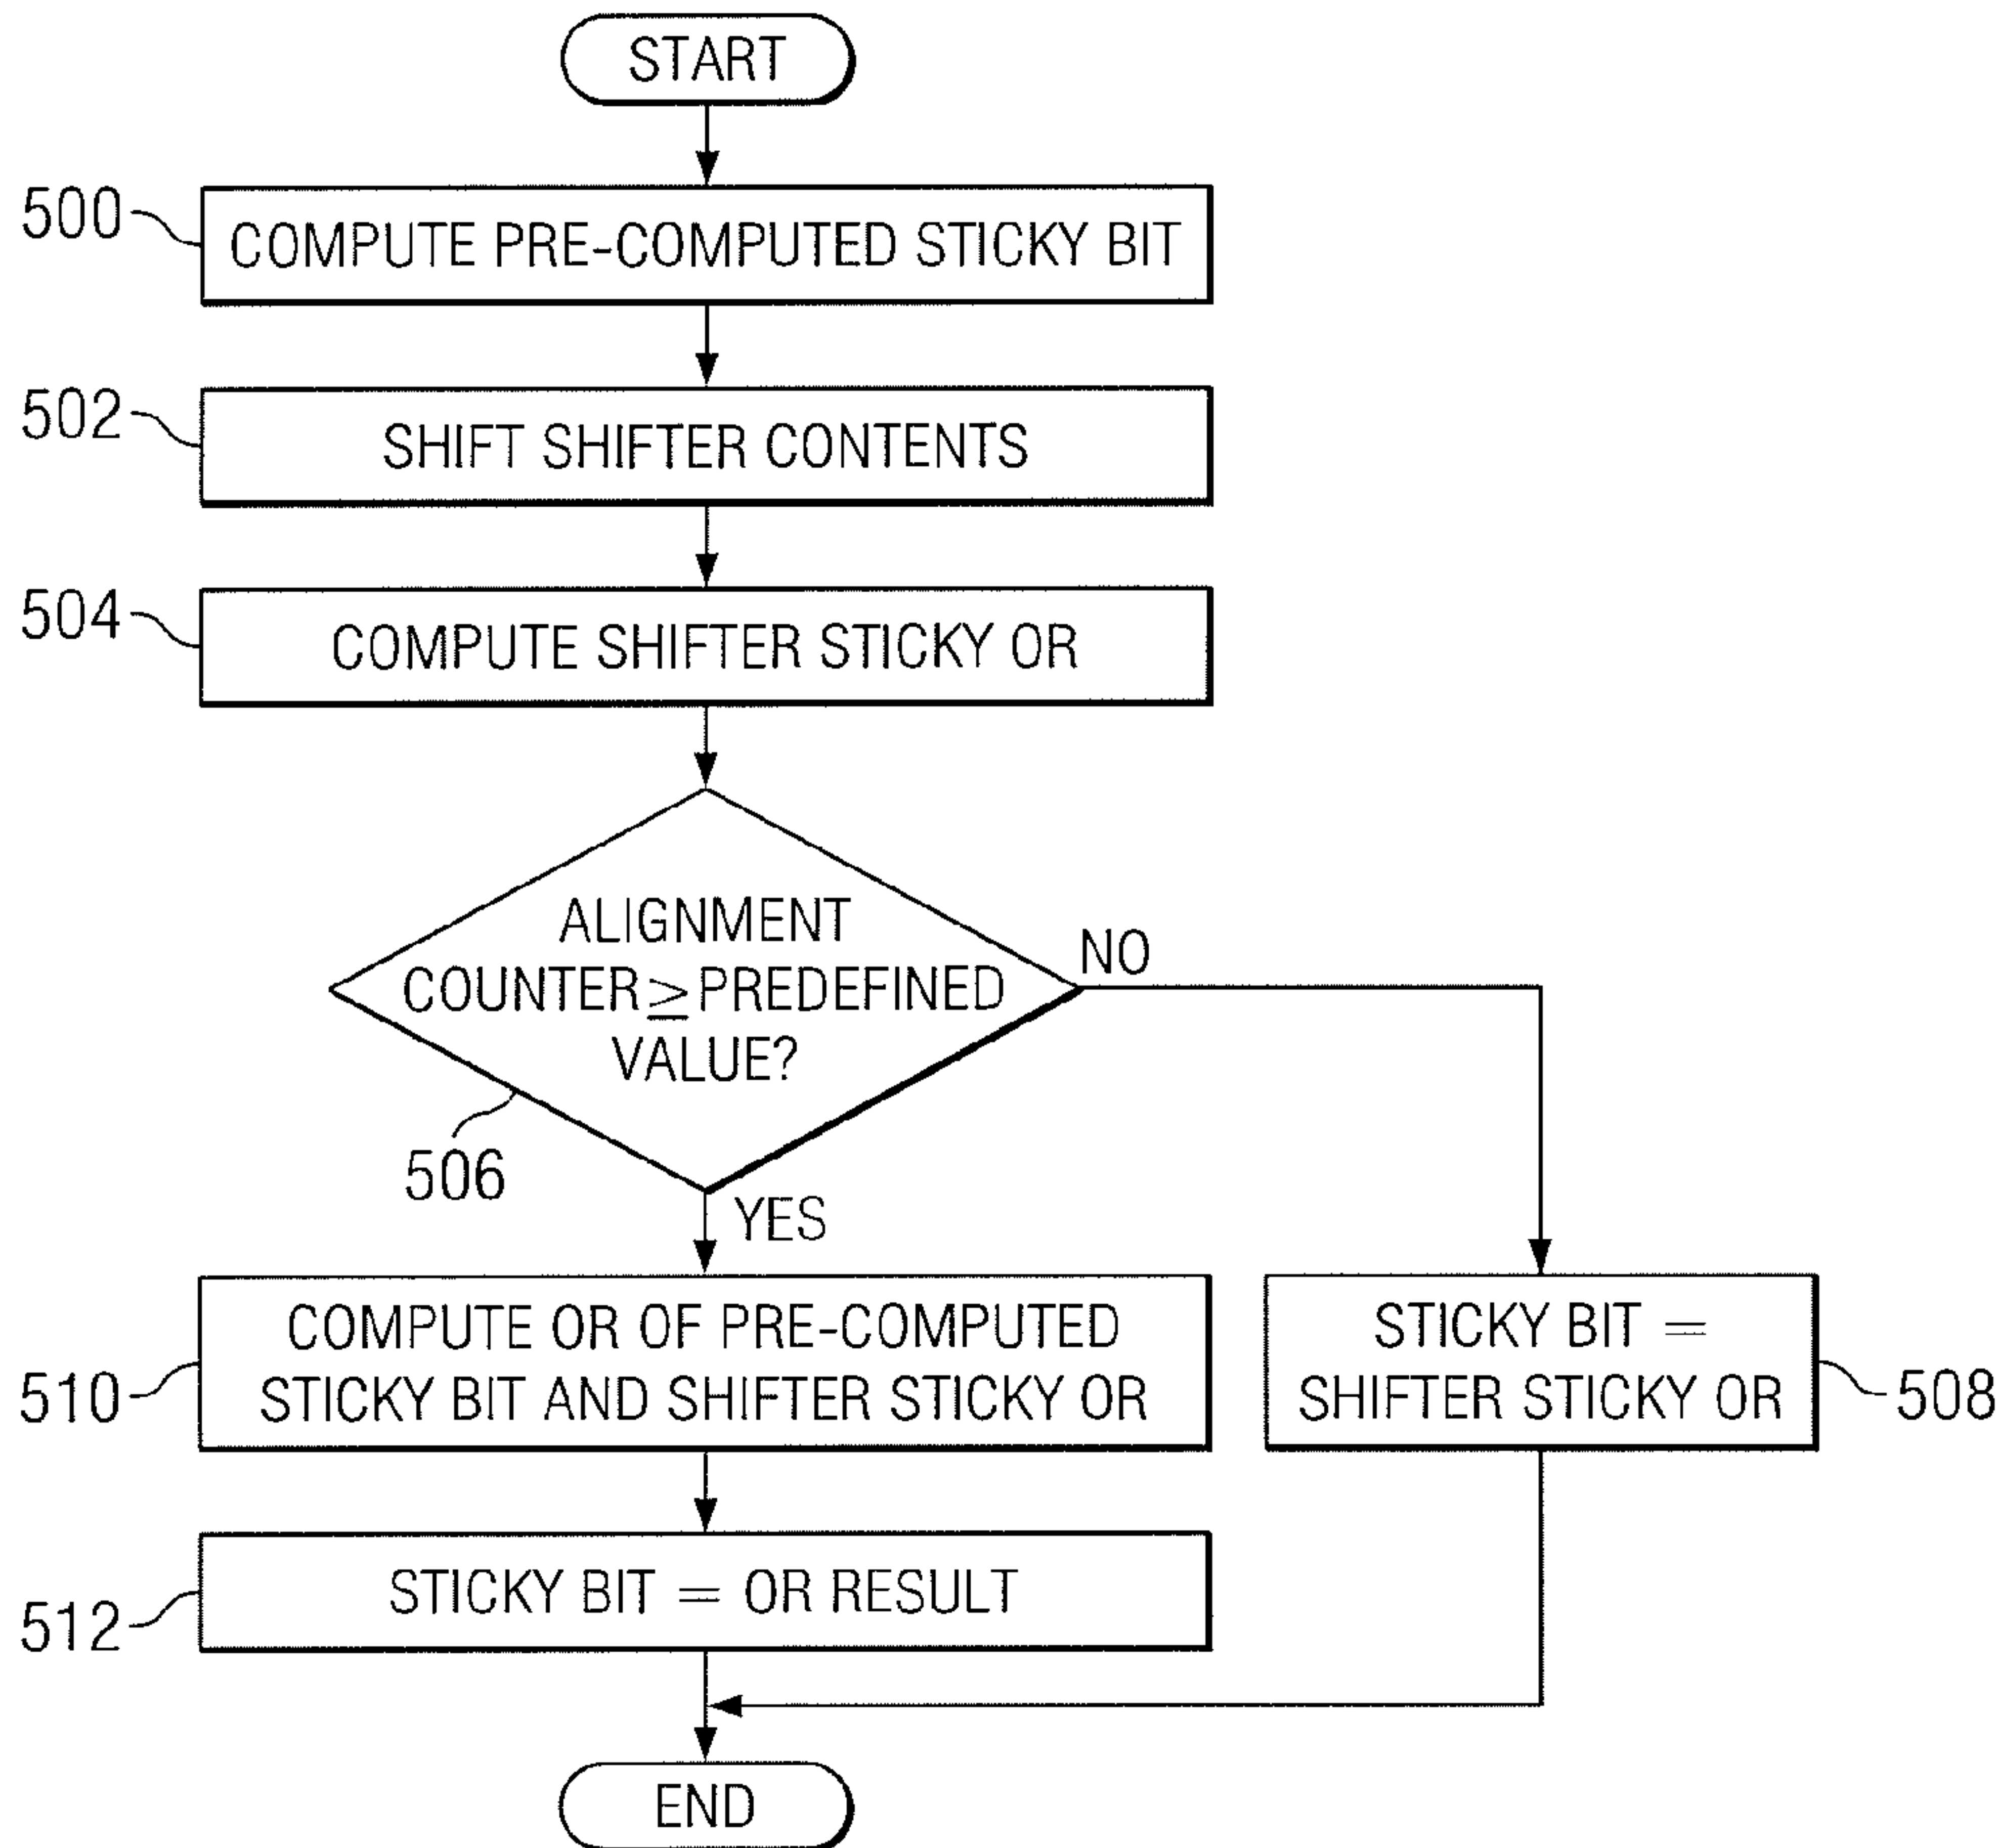 START
500
COMPUTE PRE-COMPUTED STICKY BIT
502
SHIFT SHIFTER CONTENTS
504
COMPUTE SHIFTER STICKY OR
ALIGNMENT
COUNTER ≥ PREDEFINED
VALUE?
NO
506
YES
510
COMPUTE OR OF PRE-COMPUTED
STICKY BIT AND SHIFTER STICKY OR
STICKY BIT =
SHIFTER STICKY OR
508
512
STICKY BIT = OR RESULT
END